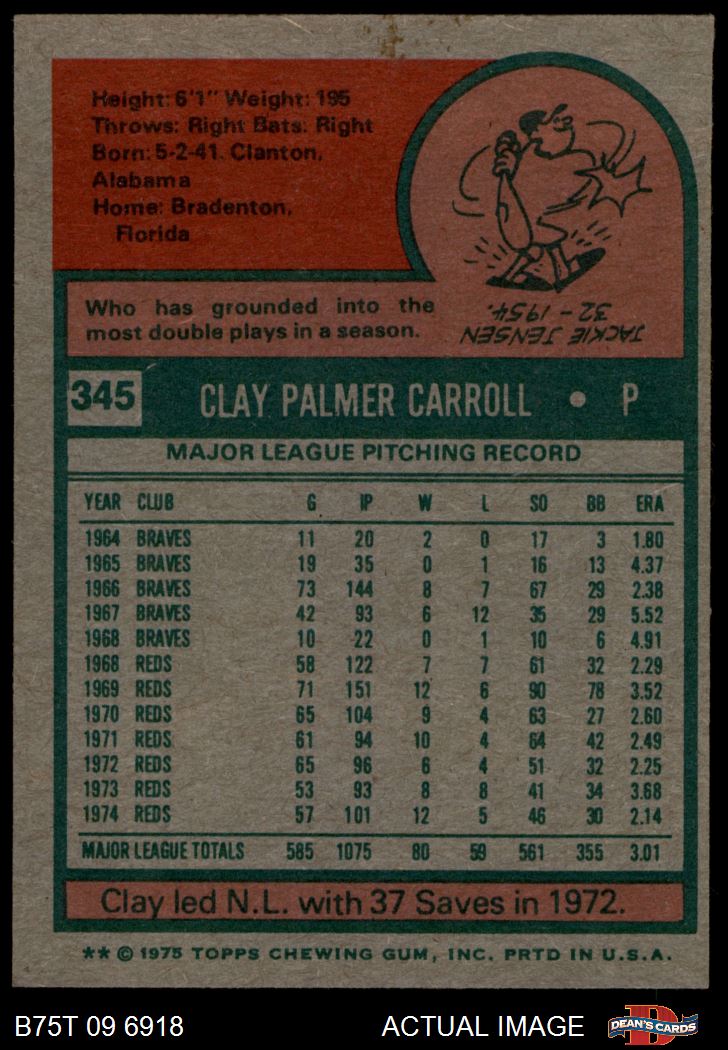 Height: 6'1" Weight: 195
Throws: Right Bats: Right
Born: 5-2-41. Clanton,
Alabama
Home: Bradenton,
Florida
Who has grounded into the
most double plays in a season.
JACKIE JENSEN
32 - 1954.
345 CLAY PALMER CARROLL • P
MAJOR LEAGUE PITCHING RECORD
YEAR CLUB G IP W L SO BB ERA
1964 BRAVES 11 20 2 0 17 3 1.80
1965 BRAVES 19 35 0 1 16 13 4.37
1966 BRAVES 73 144 8 7 67 29 2.38
1967 BRAVES 42 93 6 12 35 29 5.52
1968 BRAVES 10 22 0 1 10 6 4.91
1968 REDS 58 122 7 7 61 32 2.29
1969 REDS 71 151 12 6 90 78 3.52
1970 REDS 65 104 9 4 63 27 2.60
1971 REDS 61 94 10 4 64 42 2.49
1972 REDS 65 96 6 4 51 32 2.25
1973 REDS 53 93 8 8 41 34 3.68
1974 REDS 57 101 12 5 46 30 2.14
MAJOR LEAGUE TOTALS 585 1075 80 59 561 355 3.01
Clay led N.L. with 37 Saves in 1972.
** © 1975 TOPPS CHEWING GUM, INC. PRTD IN U.S.A.
B75T 09 6918 ACTUAL IMAGE DEAN'S CARDS